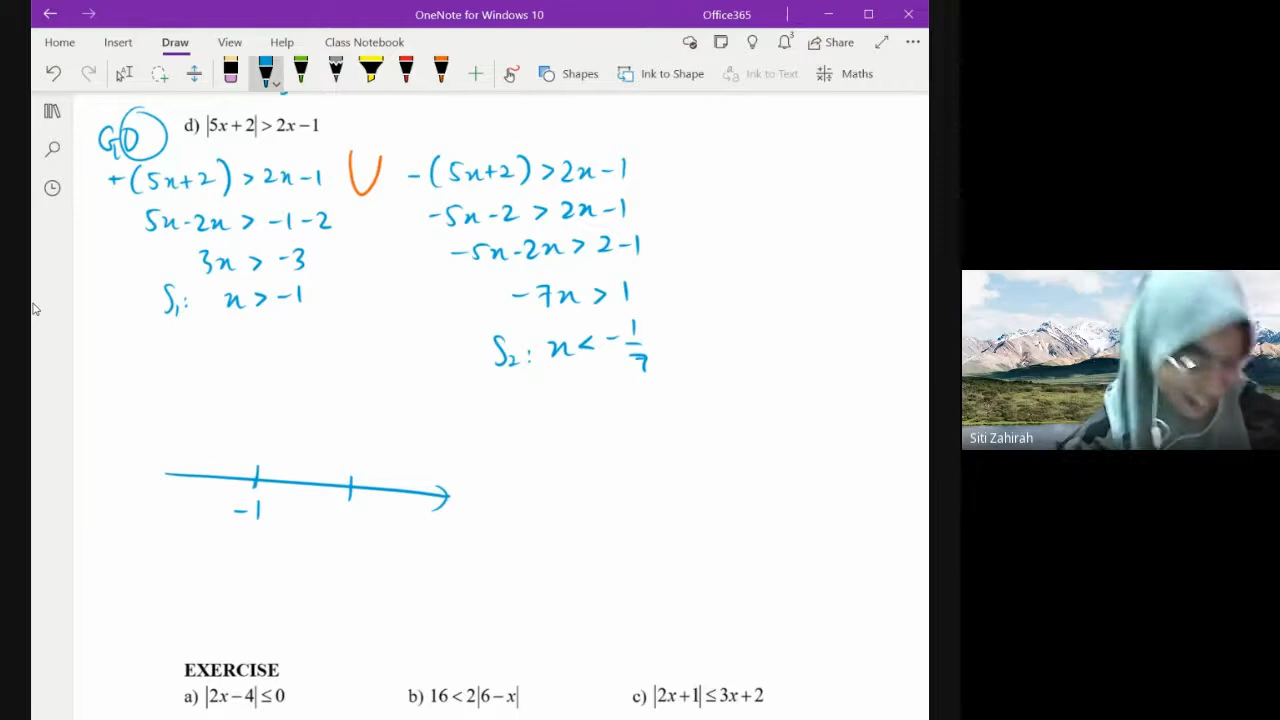 OneNote for Windows 10
Office365
Home Insert Draw View Help Class Notebook
3
Share
Shapes Ink to Shape Ink to Text Maths
GO
d) |5x+2| > 2x−1
+(5x+2) > 2x−1 ∪ −(5x+2) > 2x−1
5x−2x > −1−2
−5x−2 > 2x−1
3x > −3
−5x−2x > 2−1
S₁: x > −1
−7x > 1
S₂: x < −1/7
−1
Siti Zahirah
EXERCISE
a) |2x−4| ≤ 0 b) 16 < 2|6−x| c) |2x+1| ≤ 3x+2